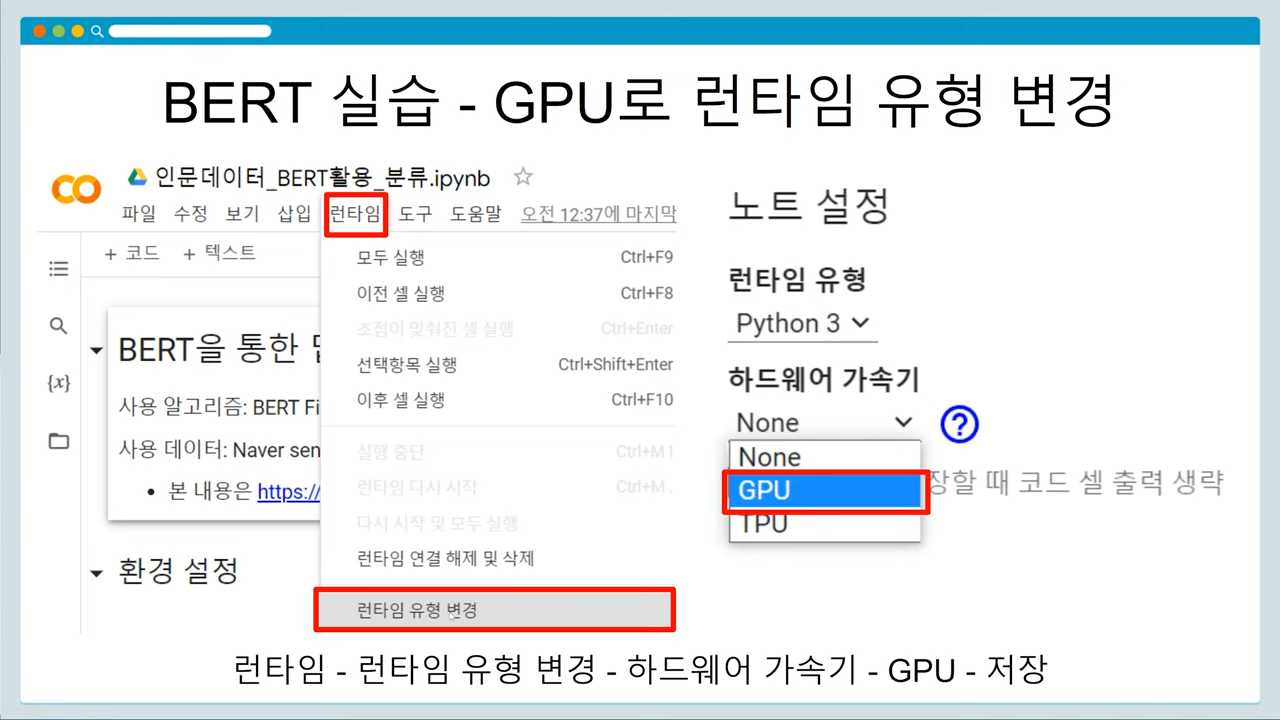 BERT 실습 - GPU로 런타임 유형 변경
인문데이터_BERT활용_분류.ipynb
파일 수정 보기 삽입 런타임 도구 도움말 오전 12:37에 마지막
+ 코드 + 텍스트
모두 실행 Ctrl+F9
이전 셀 실행 Ctrl+F8
초점이 맞춰진 셀 실행 Ctrl+Enter
선택항목 실행 Ctrl+Shift+Enter
이후 셀 실행 Ctrl+F10
실행 중단 Ctrl+M I
런타임 다시 시작 Ctrl+M .
다시 시작 및 모두 실행
런타임 연결 해제 및 삭제
런타임 유형 변경
{x}
BERT을 통한
사용 알고리즘: BERT Fi
사용 데이터: Naver sen
• 본 내용은 https://
환경 설정
노트 설정
런타임 유형
Python 3
하드웨어 가속기
None
?
None
GPU
TPU
장할 때 코드 셀 출력 생략
런타임 - 런타임 유형 변경 - 하드웨어 가속기 - GPU - 저장